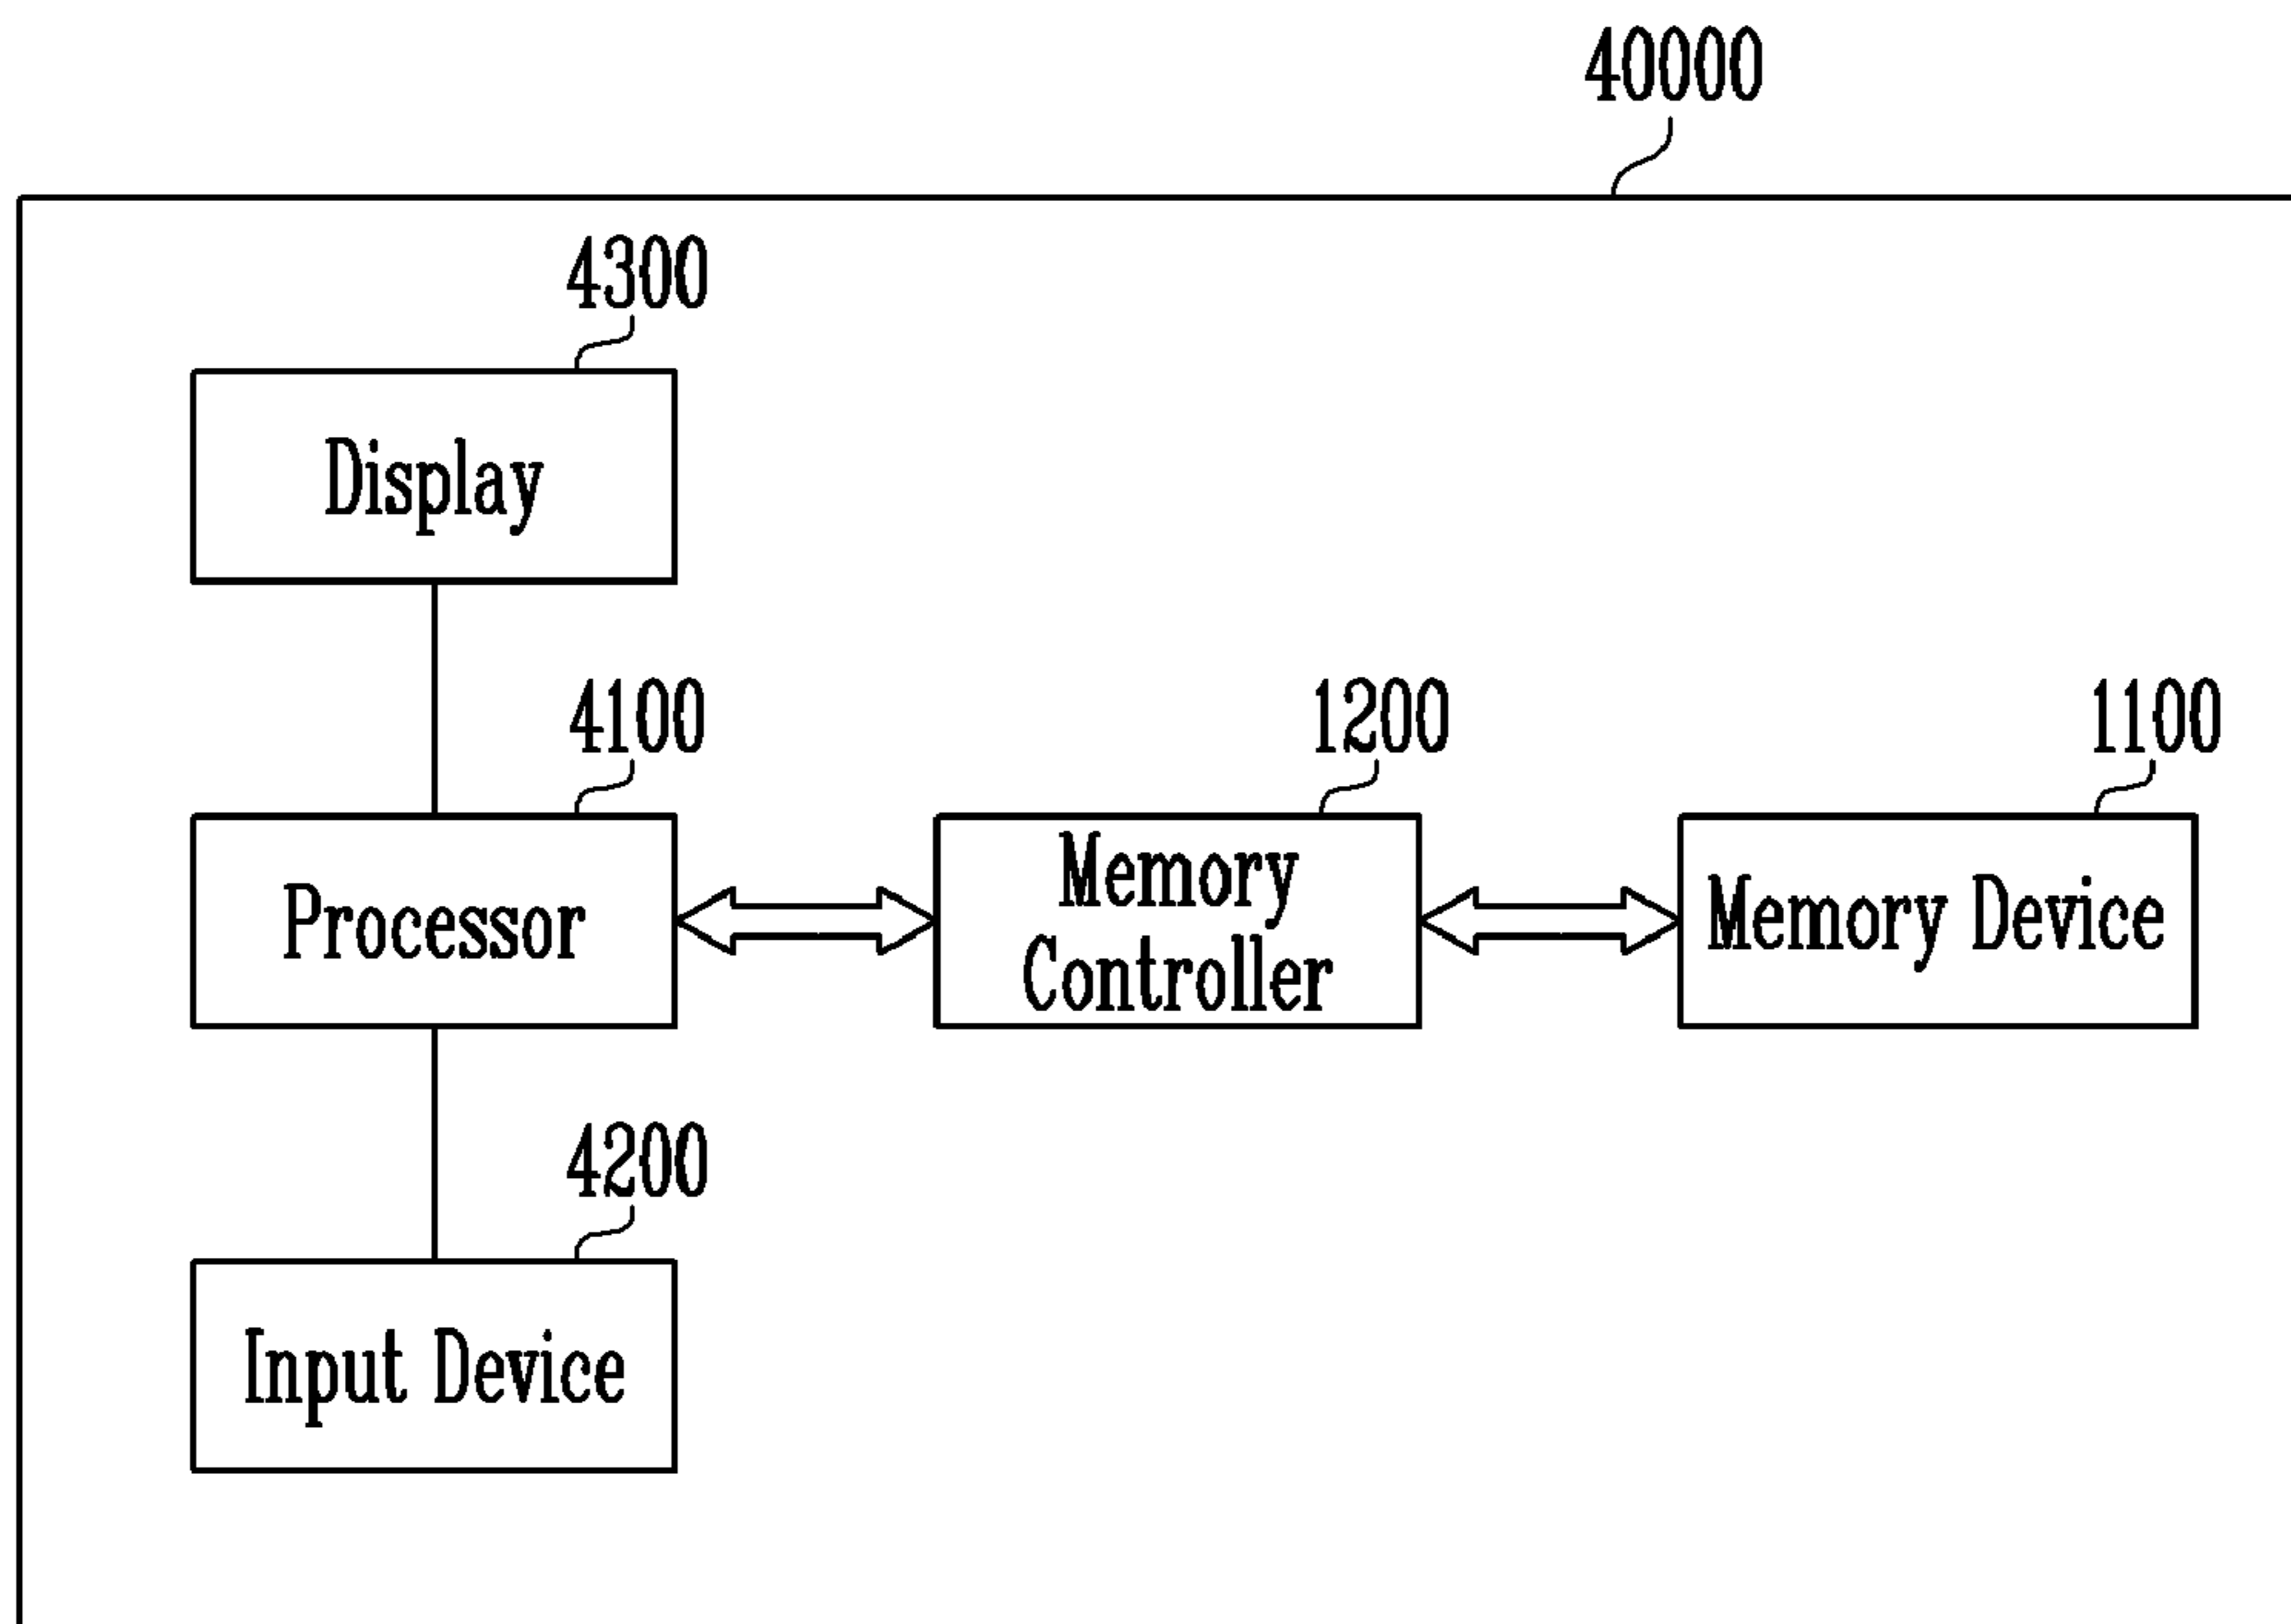 40000
4300
Display
4100
1200
1100
Processor
Memory
Controller
Memory Device
4200
Input Device